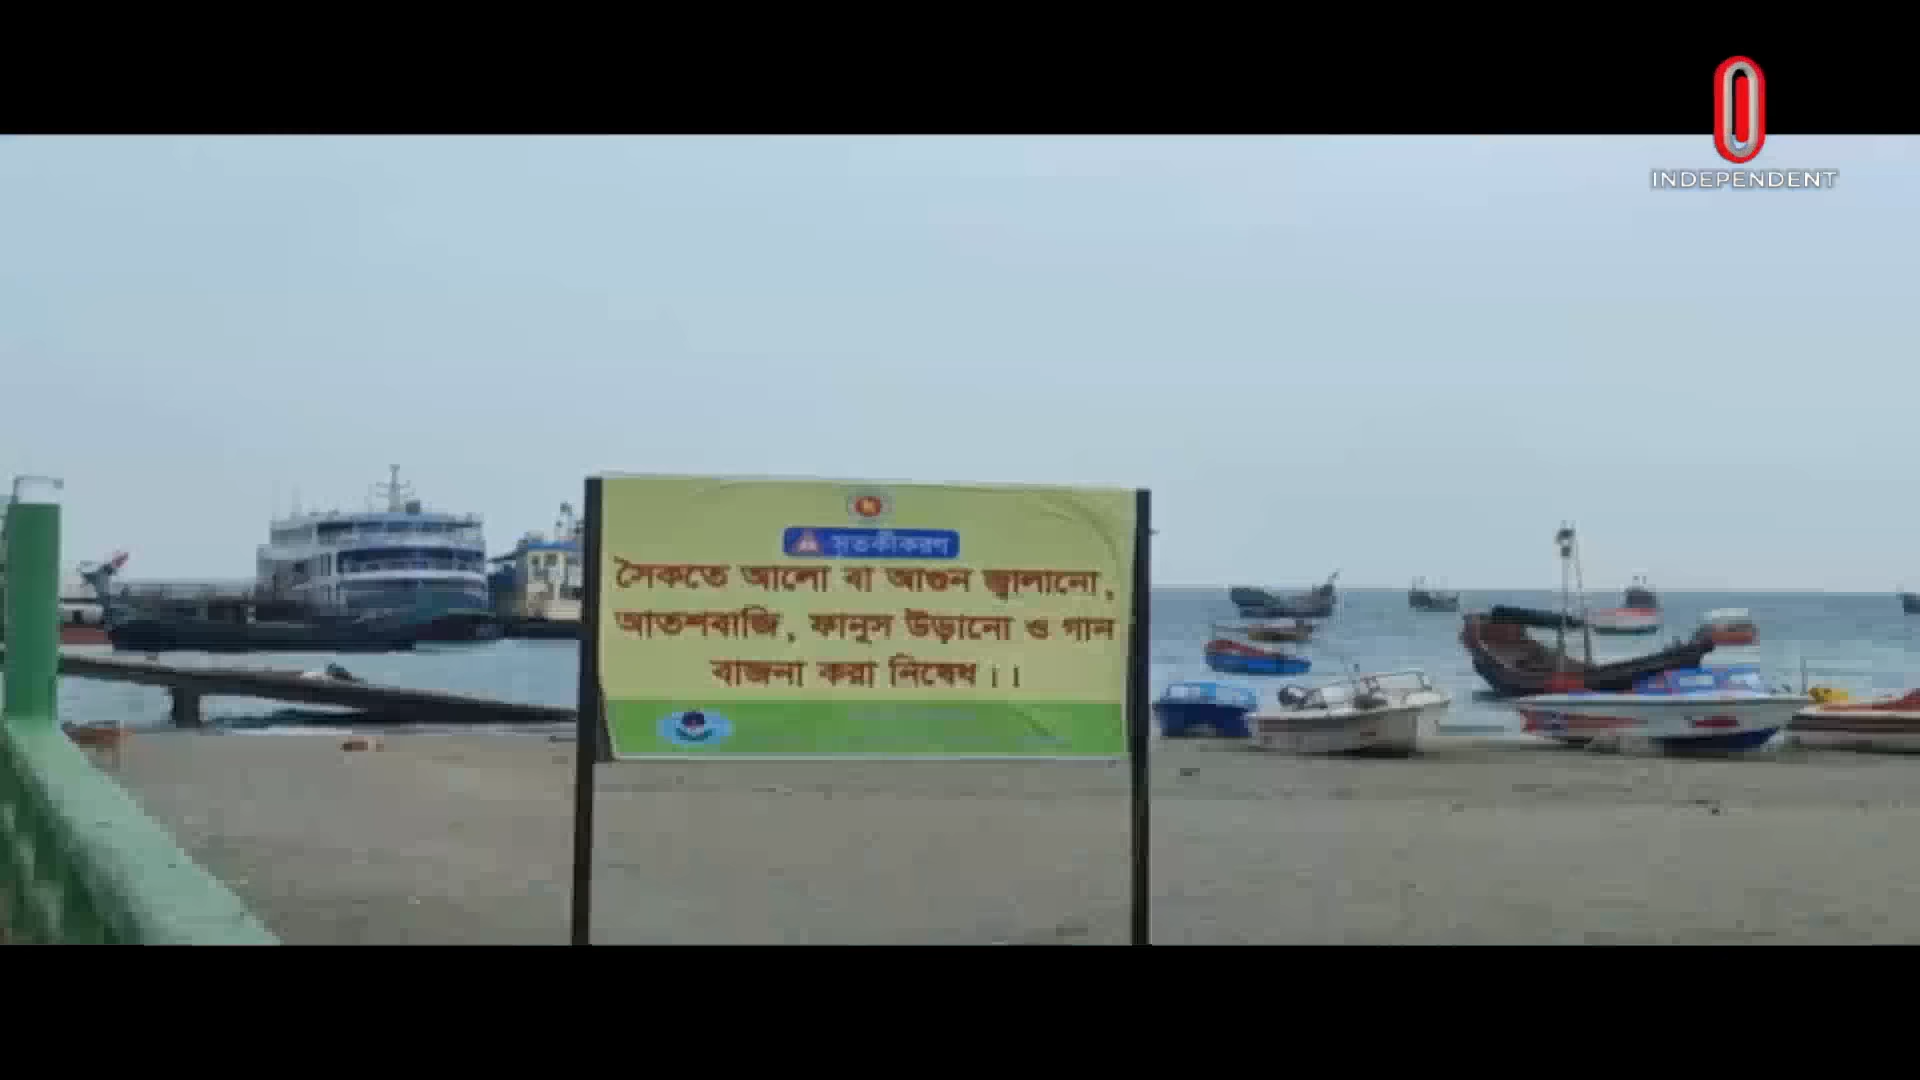 INDEPENDENT
সতর্কীকরণ
সৈকতে আলো বা আগুন জ্বালানো,
আতশবাজি, ফানুস উড়ানো ও গান
বাজনা করা নিষেধ।।